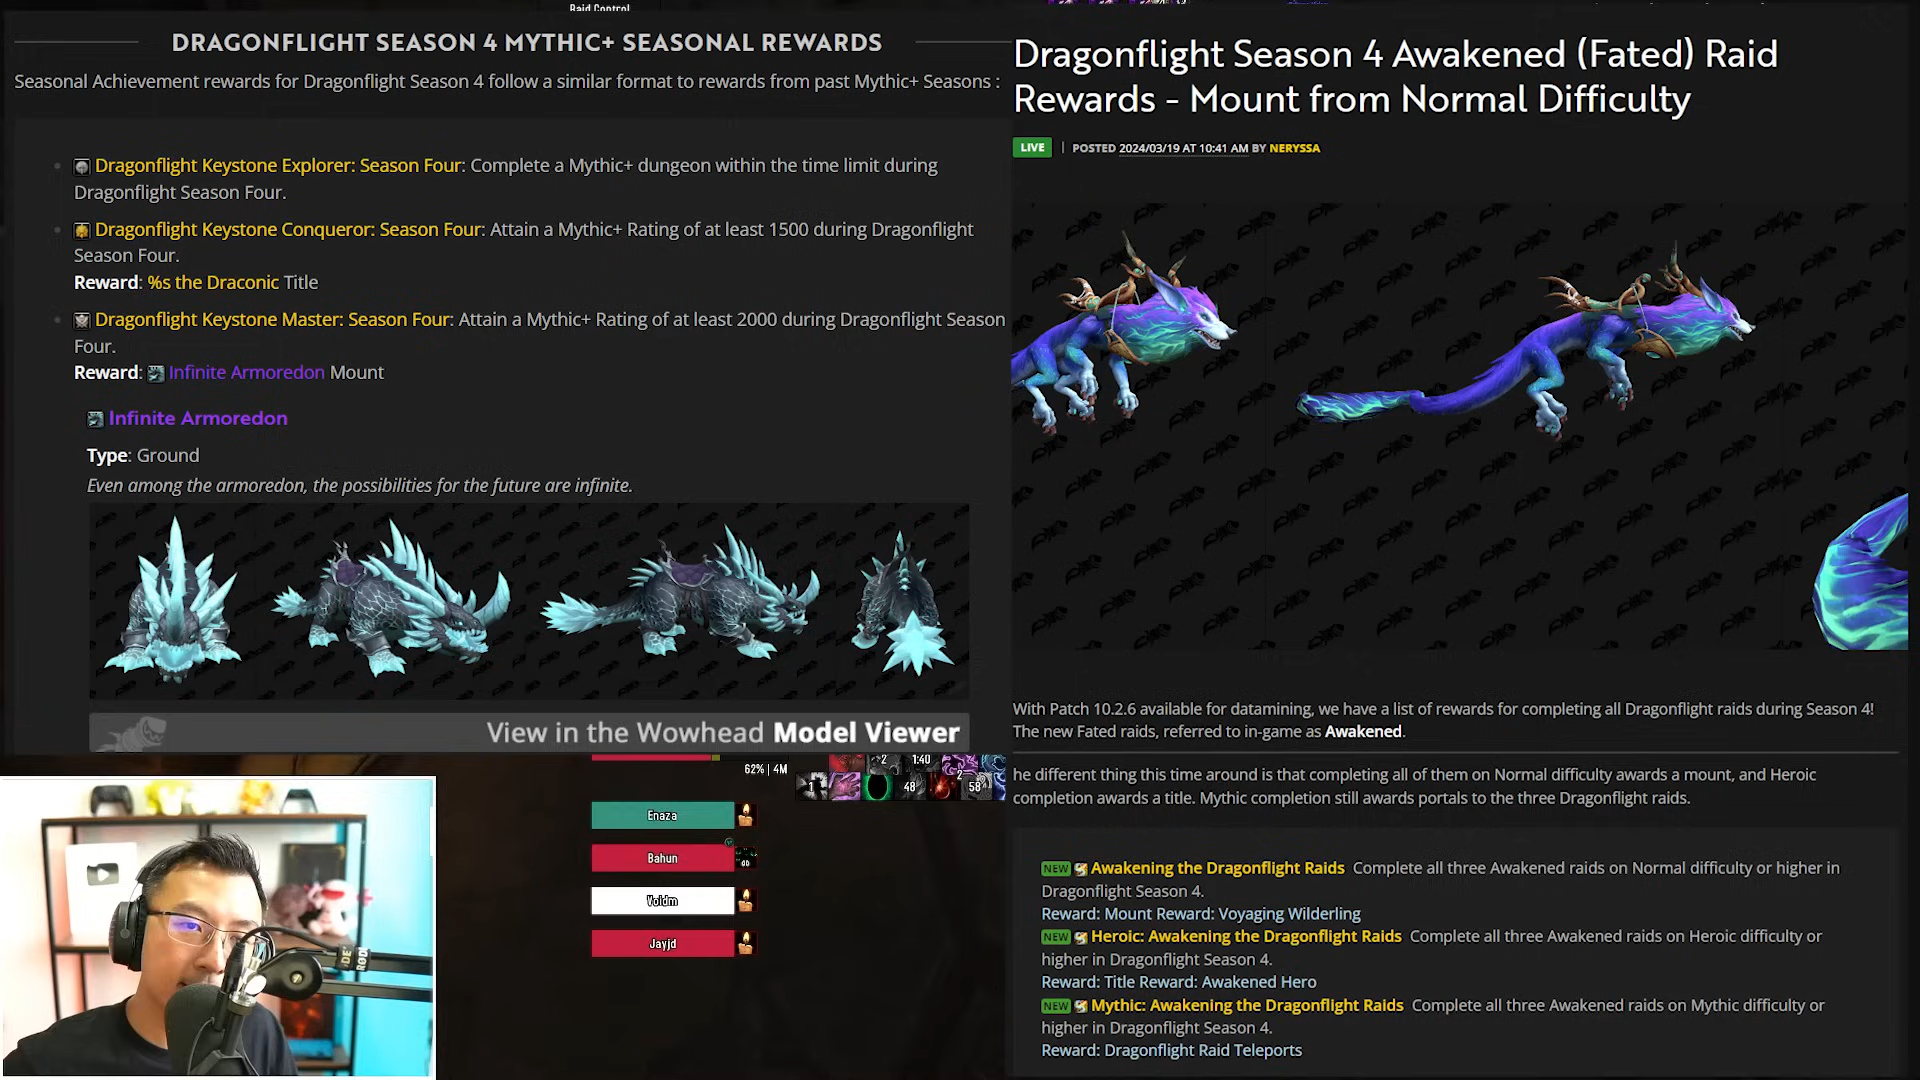 Raid Control
DRAGONFLIGHT SEASON 4 MYTHIC+ SEASONAL REWARDS
Seasonal Achievement rewards for Dragonflight Season 4 follow a similar format to rewards from past Mythic+ Seasons :
Dragonflight Keystone Explorer: Season Four: Complete a Mythic+ dungeon within the time limit during
Dragonflight Season Four.
Dragonflight Keystone Conqueror: Season Four: Attain a Mythic+ Rating of at least 1500 during Dragonflight
Season Four.
Reward: %s the Draconic Title
Dragonflight Keystone Master: Season Four: Attain a Mythic+ Rating of at least 2000 during Dragonflight Season
Four.
Reward: Infinite Armoredon Mount
Infinite Armoredon
Type: Ground
Even among the armoredon, the possibilities for the future are infinite.
View in the Wowhead Model Viewer
62% | 4M
2
1:40
2
1
48
58
Enaza
Bahun
Voidm
Jayjd
Dragonflight Season 4 Awakened (Fated) Raid
Rewards - Mount from Normal Difficulty
LIVE | POSTED 2024/03/19 AT 10:41 AM BY NERYSSA
With Patch 10.2.6 available for datamining, we have a list of rewards for completing all Dragonflight raids during Season 4!
The new Fated raids, referred to in-game as Awakened.
he different thing this time around is that completing all of them on Normal difficulty awards a mount, and Heroic
completion awards a title. Mythic completion still awards portals to the three Dragonflight raids.
NEW Awakening the Dragonflight Raids Complete all three Awakened raids on Normal difficulty or higher in
Dragonflight Season 4.
Reward: Mount Reward: Voyaging Wilderling
NEW Heroic: Awakening the Dragonflight Raids Complete all three Awakened raids on Heroic difficulty or
higher in Dragonflight Season 4.
Reward: Title Reward: Awakened Hero
NEW Mythic: Awakening the Dragonflight Raids Complete all three Awakened raids on Mythic difficulty or
higher in Dragonflight Season 4.
Reward: Dragonflight Raid Teleports